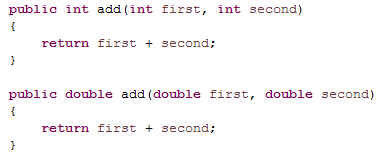 public int add(int first, int second)
{
    return first + second;
}

public double add(double first, double second)
{
    return first + second;
}